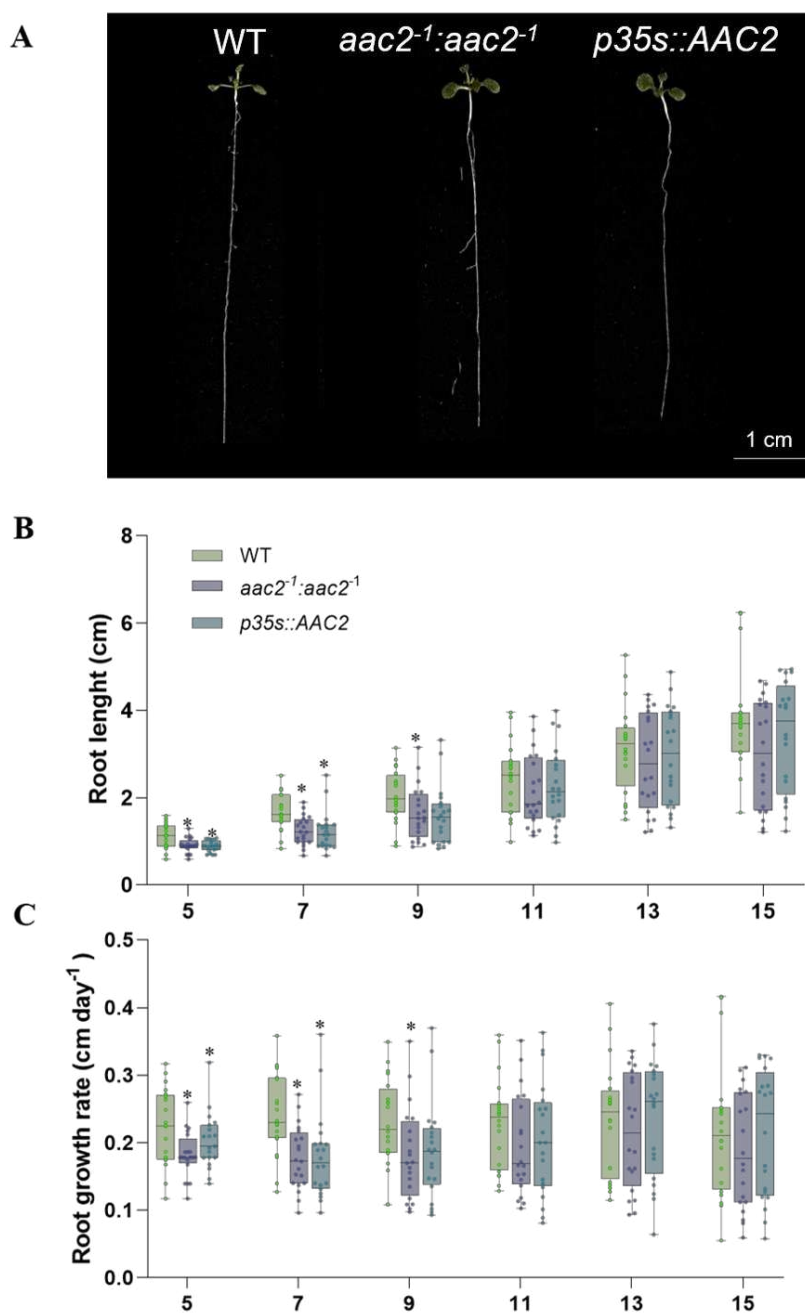 A
WT aac2⁻¹:aac2⁻¹ p35s::AAC2
1 cm
B
Root lenght (cm)
8
6
4
2
0
WT
aac2⁻¹:aac2⁻¹
p35s::AAC2
* * * * *
5 7 9 11 13 15
C
Root growth rate (cm day⁻¹)
0.5
0.4
0.3
0.2
0.1
0.0
* * * * *
5 7 9 11 13 15